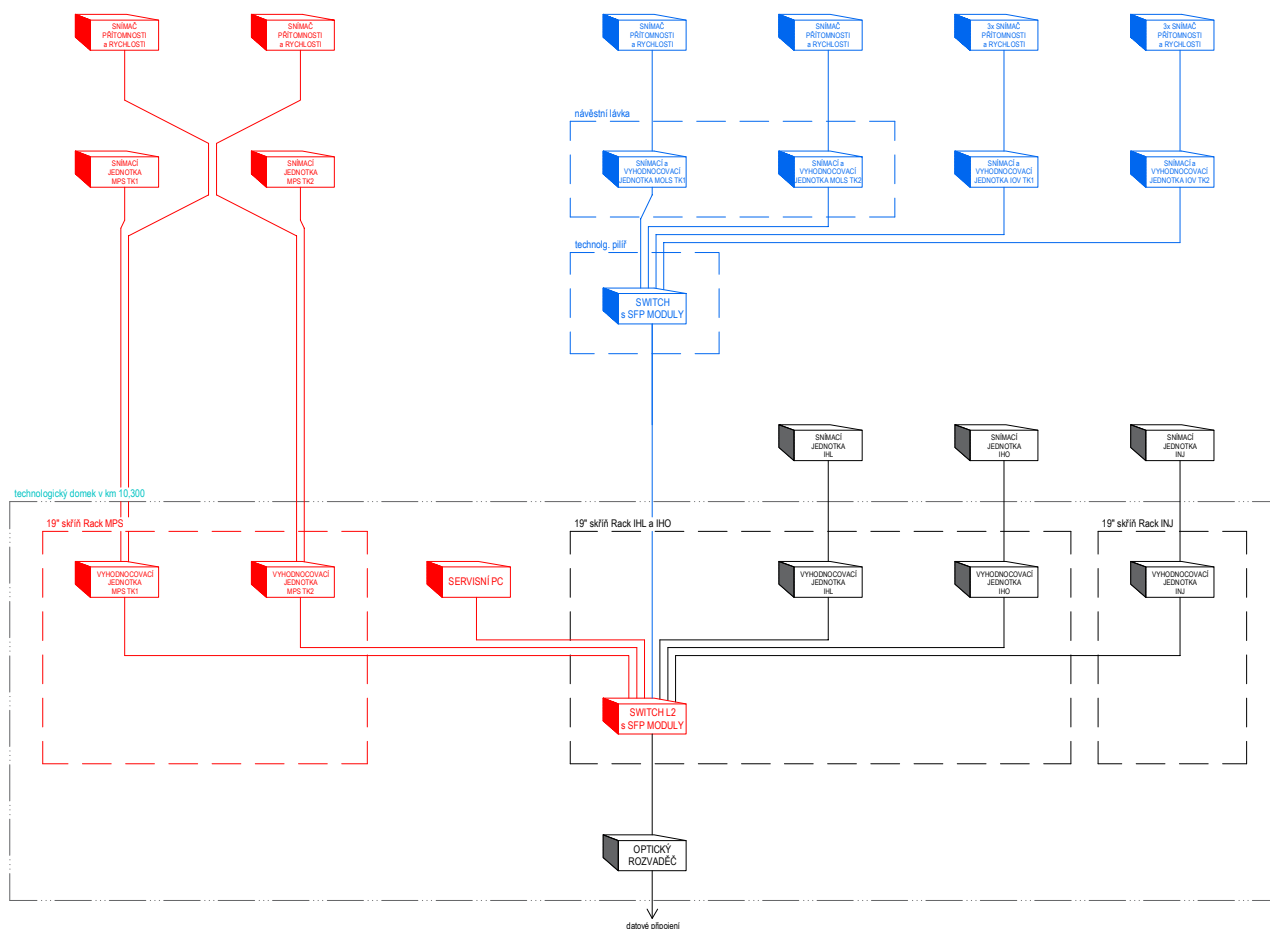 SNÍMAČ
PŘÍTOMNOSTI
a RYCHLOSTI
SNÍMAČ
PŘÍTOMNOSTI
a RYCHLOSTI
SNÍMAČ
PŘÍTOMNOSTI
a RYCHLOSTI
SNÍMAČ
PŘÍTOMNOSTI
a RYCHLOSTI
3x SNÍMAČ
PŘÍTOMNOSTI
a RYCHLOSTI
3x SNÍMAČ
PŘÍTOMNOSTI
a RYCHLOSTI
návěstní lávka
SNÍMACÍ
JEDNOTKA
MPS TK1
SNÍMACÍ
JEDNOTKA
MPS TK2
SNÍMACÍ a
VYHODNOCOVACÍ
JEDNOTKA MOLS TK1
SNÍMACÍ a
VYHODNOCOVACÍ
JEDNOTKA MOLS TK2
SNÍMACÍ a
VYHODNOCOVACÍ
JEDNOTKA IOV TK1
SNÍMACÍ a
VYHODNOCOVACÍ
JEDNOTKA IOV TK2
technolg. pilíř
SWITCH
s SFP MODULY
SNÍMACÍ
JEDNOTKA
IHL
SNÍMACÍ
JEDNOTKA
IHO
SNÍMACÍ
JEDNOTKA
INJ
technologický domek v km 10,300
19" skříň Rack MPS
19" skříň Rack IHL a IHO
19" skříň Rack INJ
VYHODNOCOVACÍ
JEDNOTKA
MPS TK1
VYHODNOCOVACÍ
JEDNOTKA
MPS TK2
SERVISNÍ PC
VYHODNOCOVACÍ
JEDNOTKA
IHL
VYHODNOCOVACÍ
JEDNOTKA
IHO
VYHODNOCOVACÍ
JEDNOTKA
INJ
SWITCH L2
s SFP MODULY
OPTICKÝ
ROZVADĚČ
datové připojení